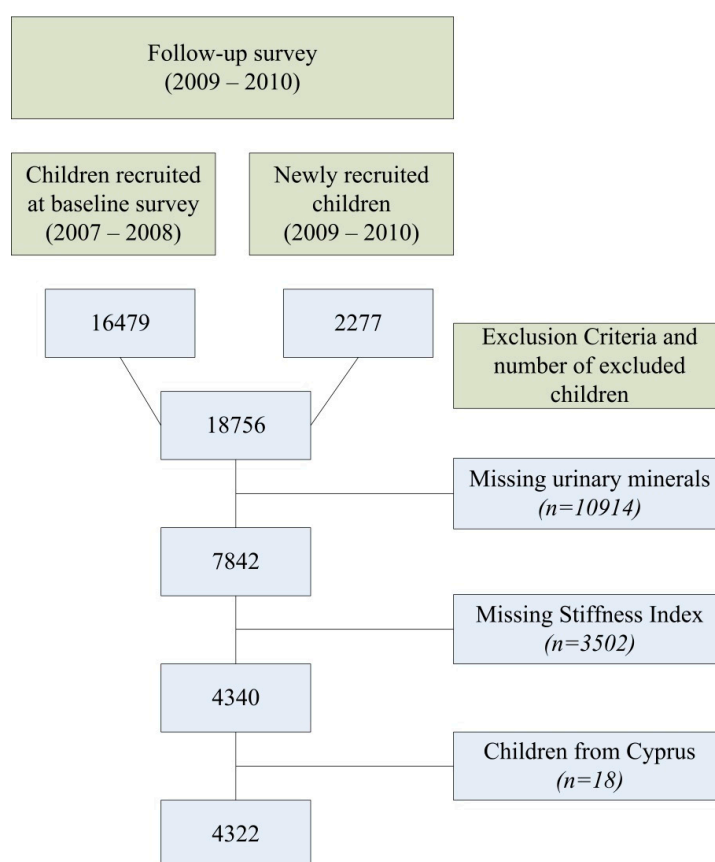 Follow-up survey
(2009 – 2010)
Children recruited
at baseline survey
(2007 – 2008)
Newly recruited
children
(2009 – 2010)
16479
2277
Exclusion Criteria and
number of excluded
children
18756
Missing urinary minerals
(n=10914)
7842
Missing Stiffness Index
(n=3502)
4340
Children from Cyprus
(n=18)
4322